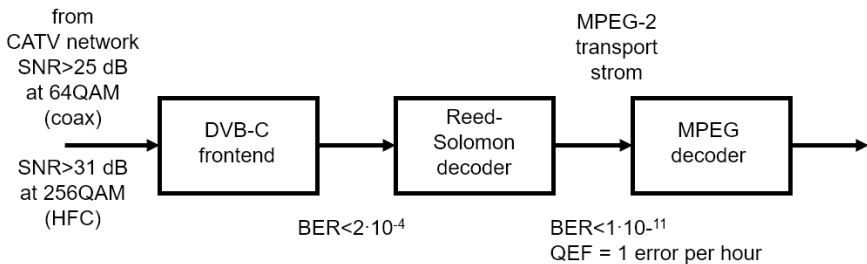 from
CATV network
SNR>25 dB
at 64QAM
(coax)
SNR>31 dB
at 256QAM
(HFC)
DVB-C
frontend
BER<2·10⁻⁴
Reed-
Solomon
decoder
MPEG-2
transport
strom
BER<1·10-¹¹
QEF = 1 error per hour
MPEG
decoder